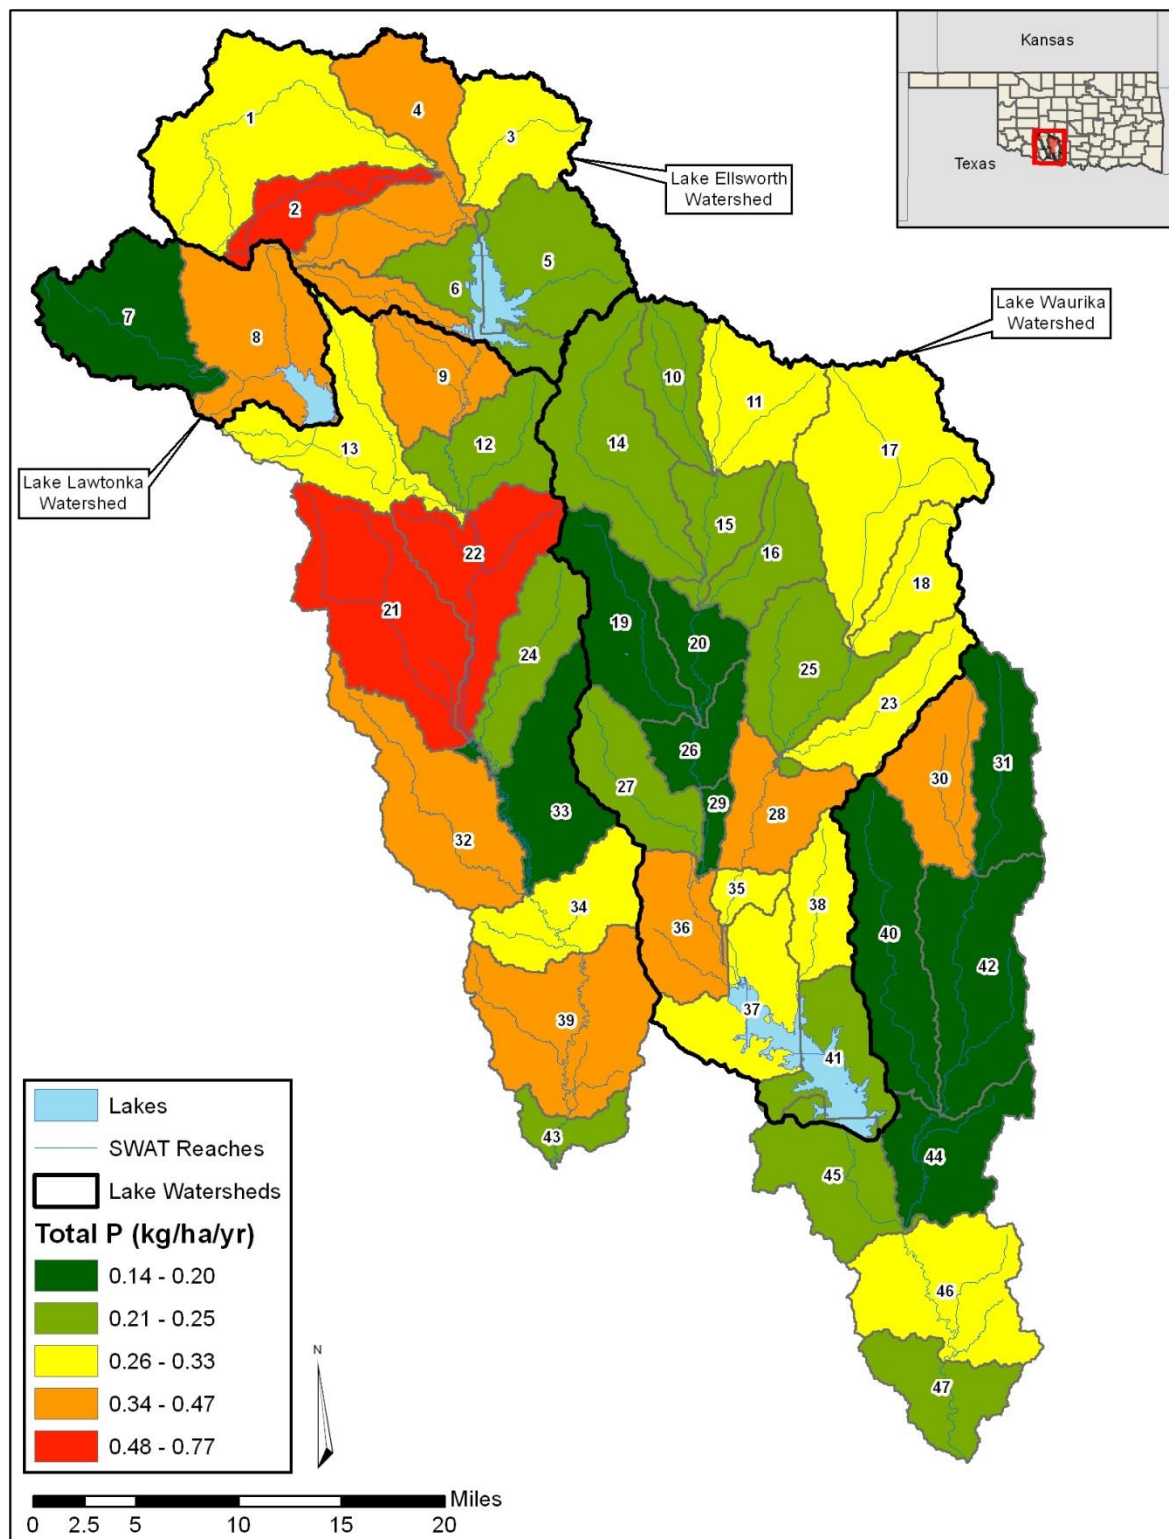 Kansas
Texas
Lake Ellsworth
Watershed
Lake Waurika
Watershed
Lake Lawtonka
Watershed
1
4
3
2
5
6
7
8
9
10
11
12
13
14
17
15
16
22
18
21
19
20
24
25
23
26
31
30
27
29
28
33
32
35
38
34
36
40
42
37
39
41
43
44
45
46
47
Lakes
SWAT Reaches
Lake Watersheds
Total P (kg/ha/yr)
0.14 - 0.20
0.21 - 0.25
0.26 - 0.33
0.34 - 0.47
0.48 - 0.77
N
Miles
0 2.5 5 10 15 20